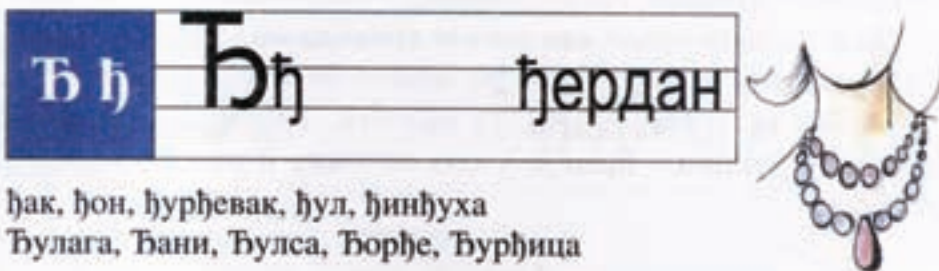 Ђ ђ Ђђ ђердан
ђак, ђон, ђурђевак, ђул, ђинђуха
Ђулага, Ђани, Ђулса, Ђорђе, Ђурђица